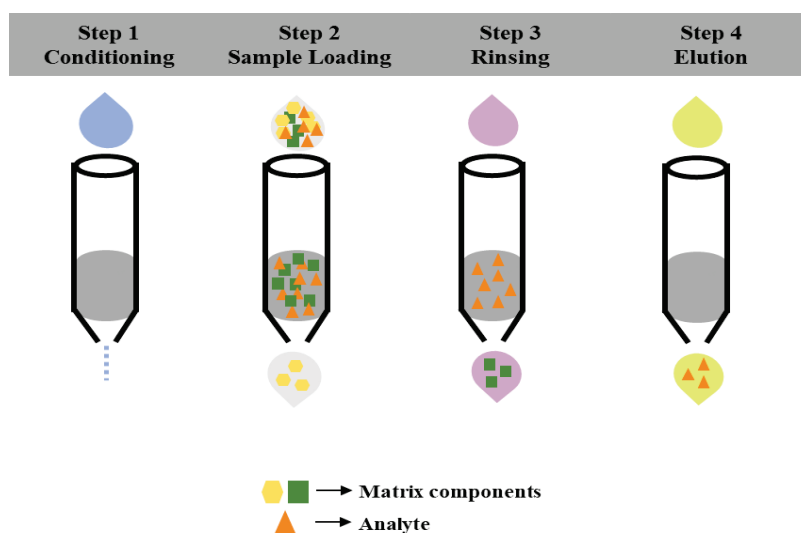 Step 1
Conditioning
Step 2
Sample Loading
Step 3
Rinsing
Step 4
Elution
Matrix components
Analyte